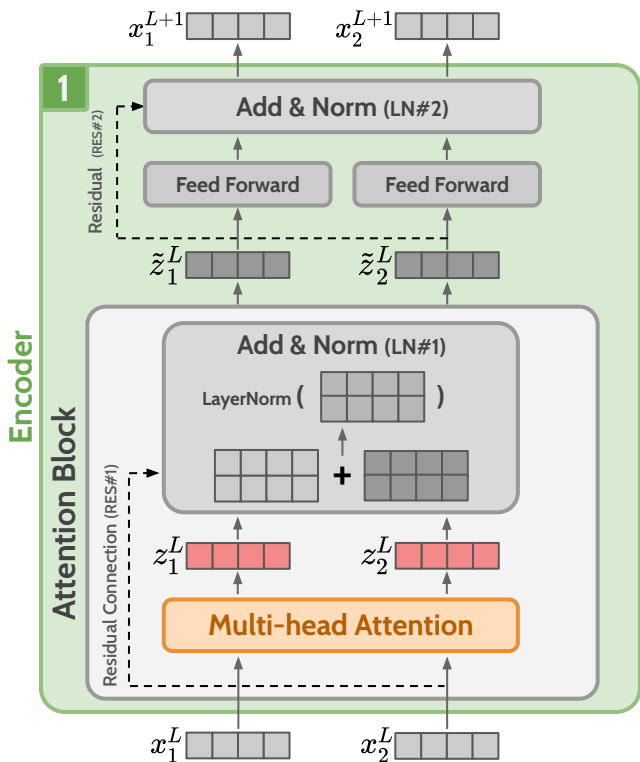 x_1^{L+1} x_2^{L+1}
1
Add & Norm (LN#2)
Residual (RES#2)
Feed Forward Feed Forward
z̃_1^L z̃_2^L
Encoder
Attention Block
Add & Norm (LN#1)
LayerNorm ( )
+
Residual Connection (RES#1)
z_1^L z_2^L
Multi-head Attention
x_1^L x_2^L